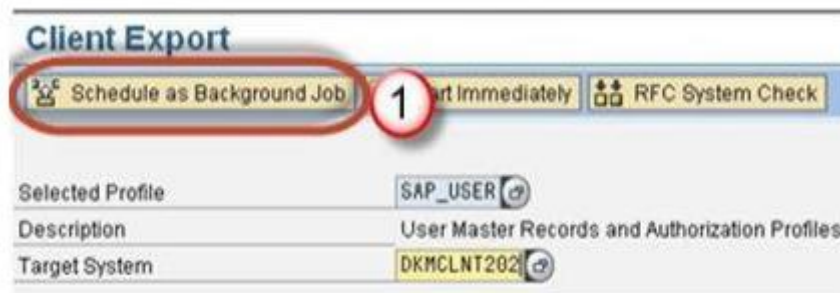 Client Export
Schedule as Background Job 1 art Immediately RFC System Check
Selected Profile SAP_USER
Description User Master Records and Authorization Profiles
Target System DKMCLNT202